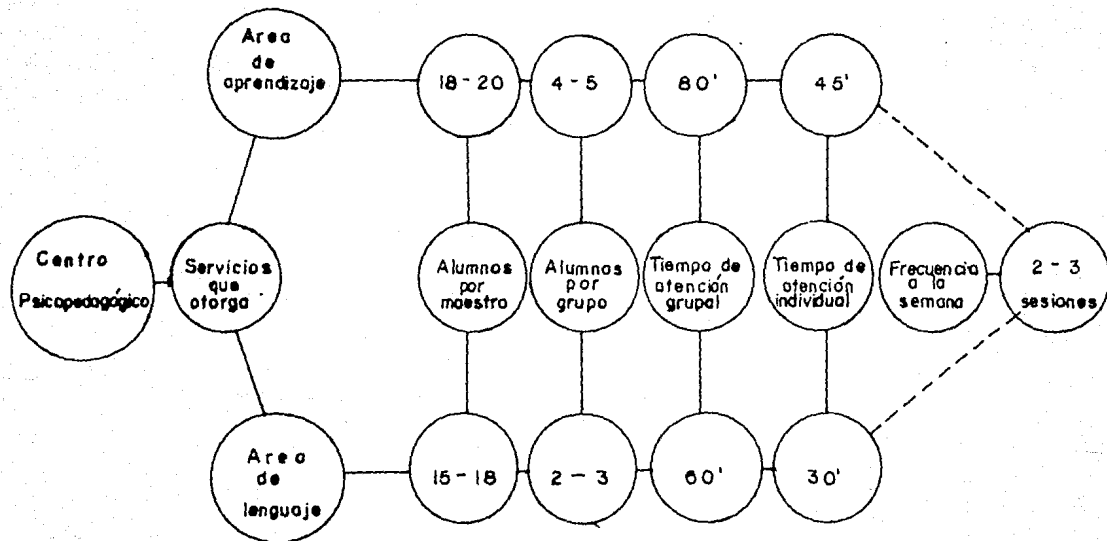 Area
de
aprendizaje
18-20
4-5
80'
45'
Centro
Psicopedagógico
Servicios
que
otorga
Alumnos
por
maestro
Alumnos
por
grupo
Tiempo de
atención
grupal
Tiempo de
atención
individual
Frecuencia
a la
semana
2-3
sesiones
Area
de
lenguaje
15-18
2-3
60'
30'